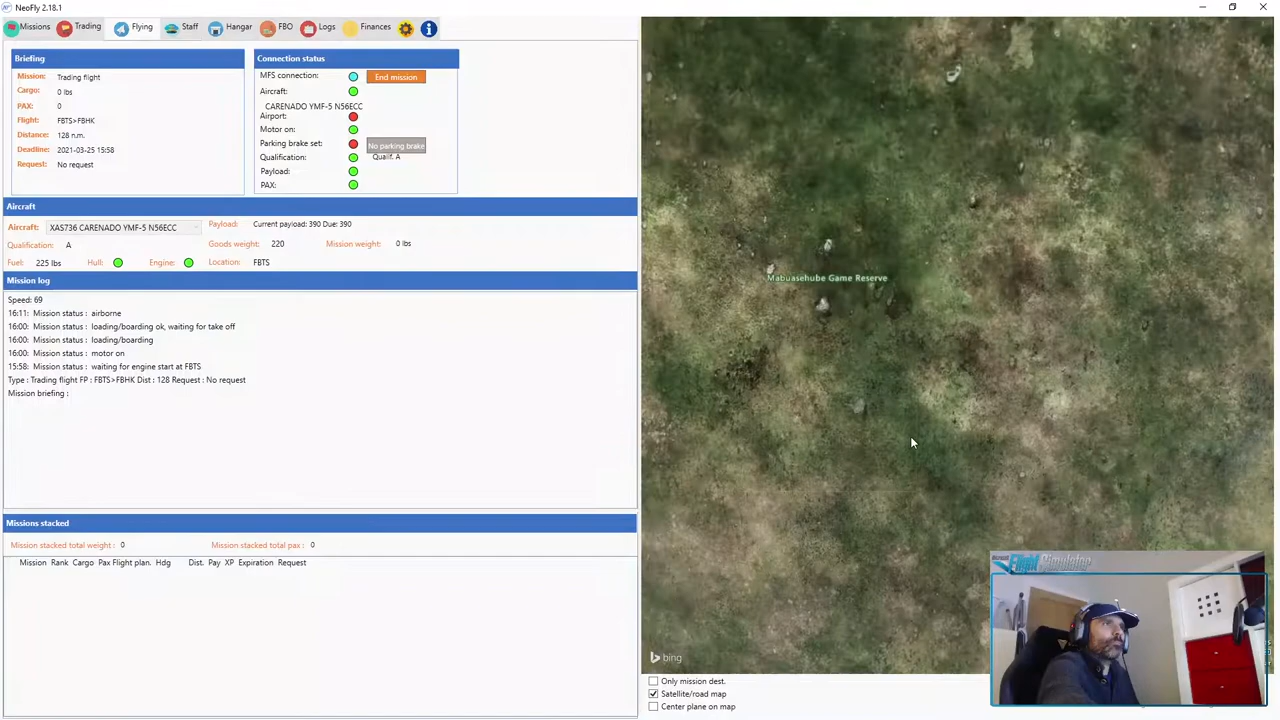 NeoFly 2.18.1
Missions Trading Flying Staff Hangar FBO Logs Finances
Briefing
Mission: Trading flight
Cargo: 0 lbs
PAX: 0
Flight: FBTS>FBHK
Distance: 128 n.m.
Deadline: 2021-03-25 15:58
Request: No request
Connection status
MFS connection: End mission
Aircraft:
CARENADO YMF-5 N56ECC
Airport:
Motor on:
Parking brake set: No parking brake
Qualification: Qualif. A
Payload:
PAX:
Aircraft
Aircraft: XAS736 CARENADO YMF-5 N56ECC Payload: Current payload: 390 Due: 390
Qualification: A Goods weight: 220 Mission weight: 0 lbs
Fuel: 225 lbs Hull: Engine: Location: FBTS
Mission log
Speed: 69
16:11: Mission status : airborne
16:00: Mission status : loading/boarding ok, waiting for take off
16:00: Mission status : loading/boarding
16:00: Mission status : motor on
15:58: Mission status : waiting for engine start at FBTS
Type : Trading flight FP : FBTS>FBHK Dist : 128 Request : No request
Mission briefing :
Missions stacked
Mission stacked total weight : 0 Mission stacked total pax : 0
Mission Rank Cargo Pax Flight plan. Hdg Dist. Pay XP Expiration Request
Mabuasehube Game Reserve
bing
Only mission dest.
Satellite/road map
Center plane on map
Flight Simulator